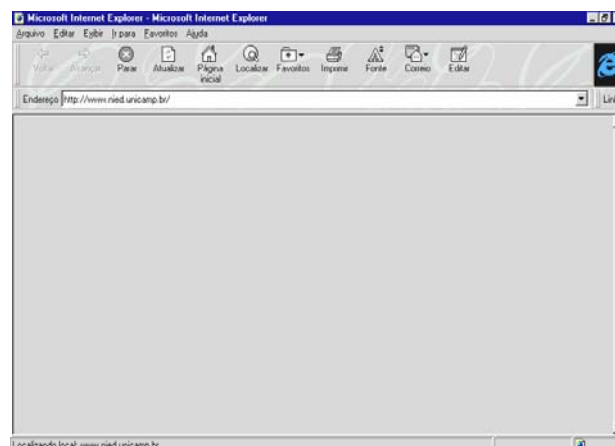 Microsoft Internet Explorer - Microsoft Internet Explorer
Arquivo Editar Exibir Ir para Favoritos Ajuda
Voltar Avançar Parar Atualizar Página inicial Localizar Favoritos Imprimir Fonte Correio Editar
Endereço http://www.nied.unicamp.br/ Lin
Localizando local: www.nied.unicamp.br